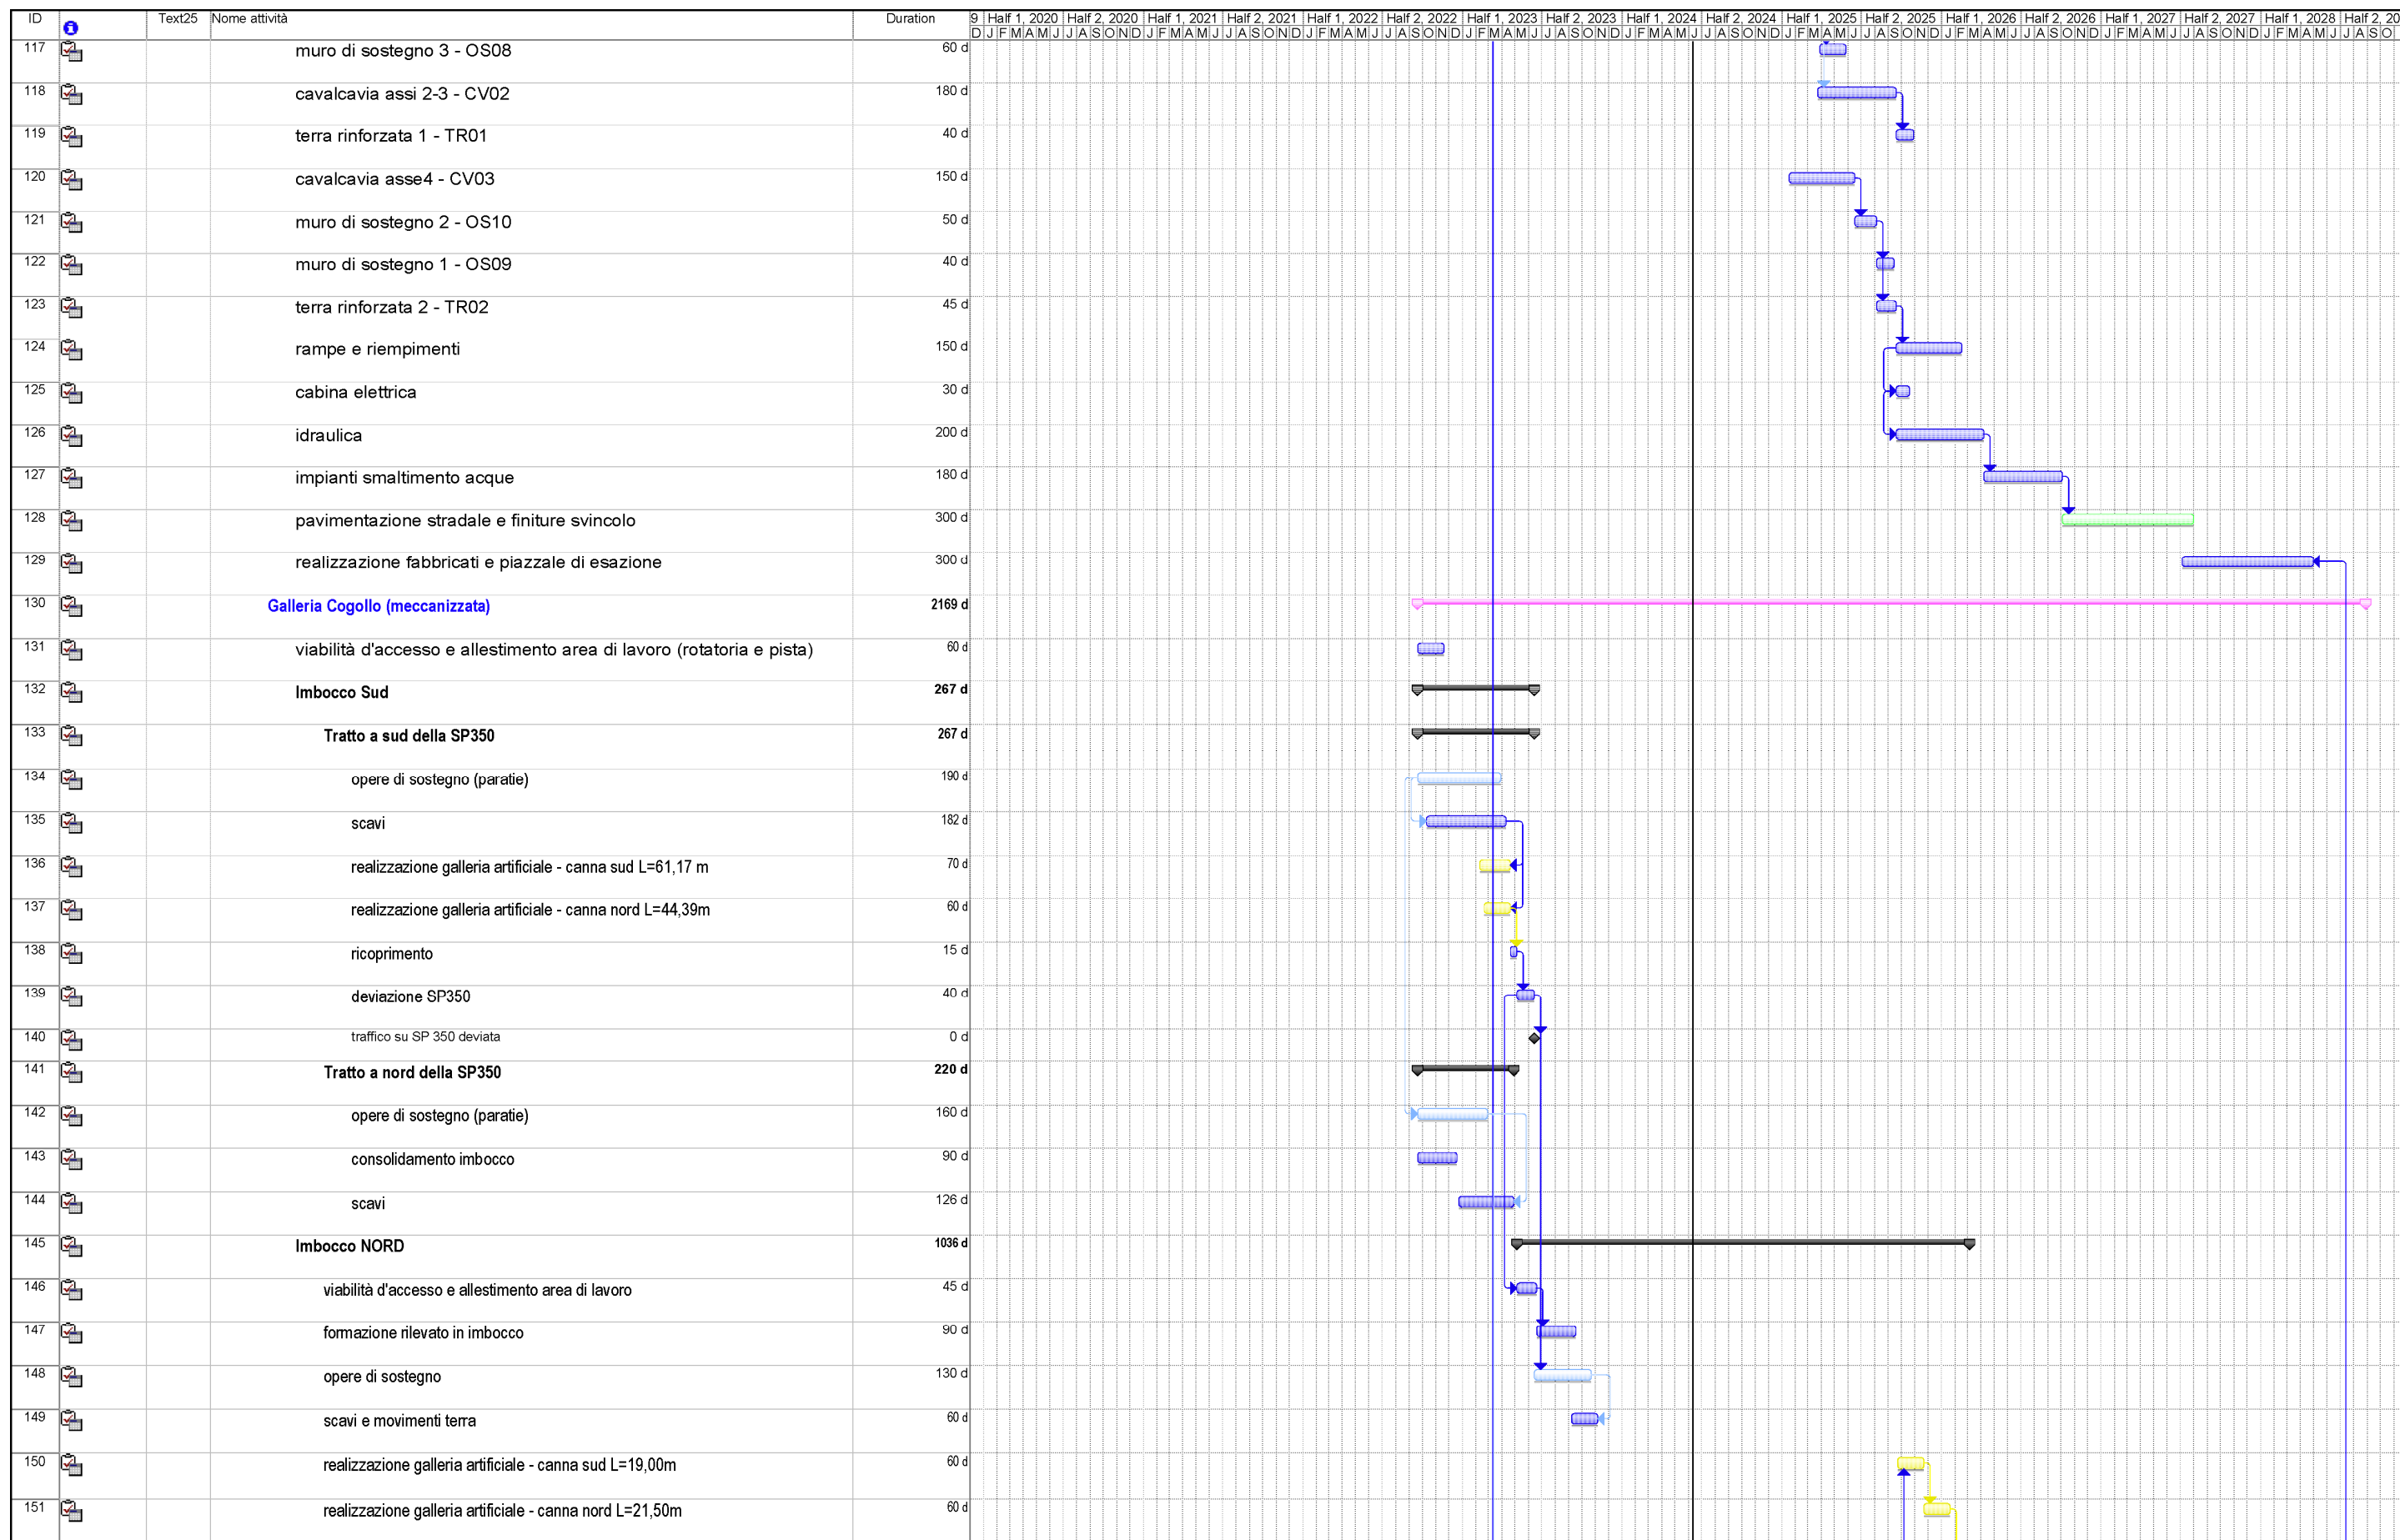 ID Text25 Nome attività Duration 9 Half 1, 2020 Half 2, 2020 Half 1, 2021 Half 2, 2021 Half 1, 2022 Half 2, 2022 Half 1, 2023 Half 2, 2023 Half 1, 2024 Half 2, 2024 Half 1, 2025 Half 2, 2025 Half 1, 2026 Half 2, 2026 Half 1, 2027 Half 2, 2027 Half 1, 2028 Half 2, 20
D J F M A M J J A S O N D J F M A M J J A S O N D J F M A M J J A S O N D J F M A M J J A S O N D J F M A M J J A S O N D J F M A M J J A S O N D J F M A M J J A S O N D J F M A M J J A S O N D J F M A M J J A S O
117 muro di sostegno 3 - OS08 60 d
118 cavalcavia assi 2-3 - CV02 180 d
119 terra rinforzata 1 - TR01 40 d
120 cavalcavia asse4 - CV03 150 d
121 muro di sostegno 2 - OS10 50 d
122 muro di sostegno 1 - OS09 40 d
123 terra rinforzata 2 - TR02 45 d
124 rampe e riempimenti 150 d
125 cabina elettrica 30 d
126 idraulica 200 d
127 impianti smaltimento acque 180 d
128 pavimentazione stradale e finiture svincolo 300 d
129 realizzazione fabbricati e piazzale di esazione 300 d
130 Galleria Cogollo (meccanizzata) 2169 d
131 viabilità d'accesso e allestimento area di lavoro (rotatoria e pista) 60 d
132 Imbocco Sud 267 d
133 Tratto a sud della SP350 267 d
134 opere di sostegno (paratie) 190 d
135 scavi 182 d
136 realizzazione galleria artificiale - canna sud L=61,17 m 70 d
137 realizzazione galleria artificiale - canna nord L=44,39m 60 d
138 ricoprimento 15 d
139 deviazione SP350 40 d
140 traffico su SP 350 deviata 0 d
141 Tratto a nord della SP350 220 d
142 opere di sostegno (paratie) 160 d
143 consolidamento imbocco 90 d
144 scavi 126 d
145 Imbocco NORD 1036 d
146 viabilità d'accesso e allestimento area di lavoro 45 d
147 formazione rilevato in imbocco 90 d
148 opere di sostegno 130 d
149 scavi e movimenti terra 60 d
150 realizzazione galleria artificiale - canna sud L=19,00m 60 d
151 realizzazione galleria artificiale - canna nord L=21,50m 60 d